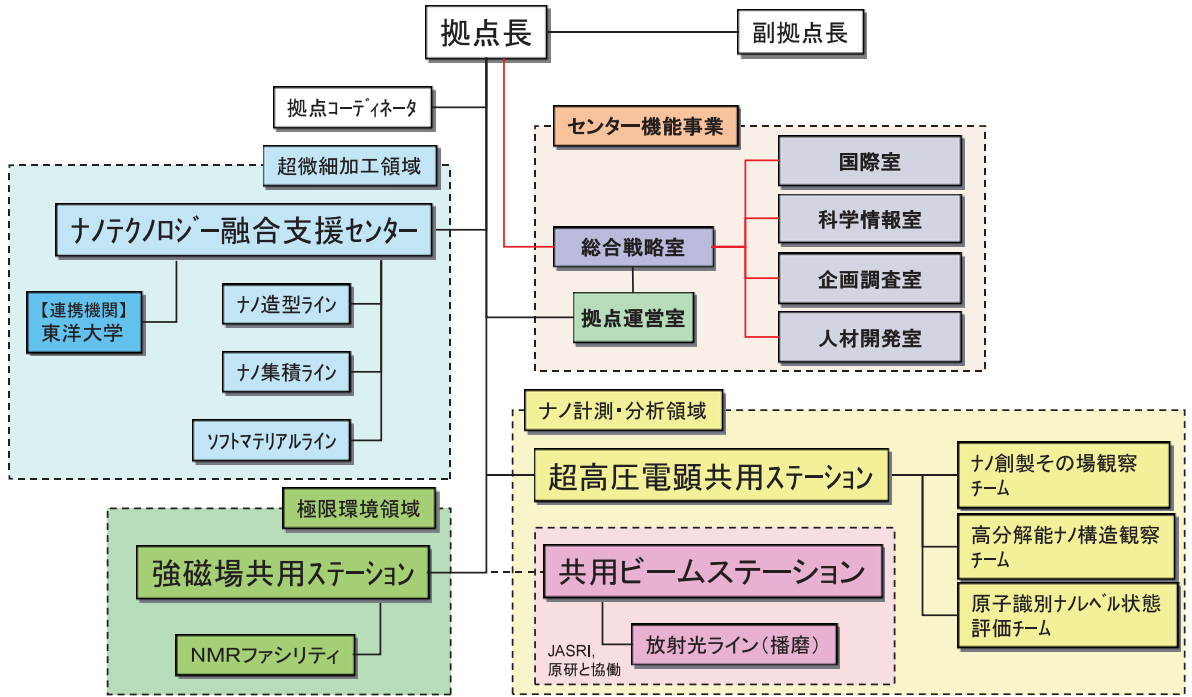 拠点長
副拠点長
拠点コーディネータ
センター機能事業
国際室
科学情報室
総合戦略室
企画調査室
拠点運営室
人材開発室
超微細加工領域
ナノテクノロジー融合支援センター
【連携機関】
東洋大学
ナノ造型ライン
ナノ集積ライン
ソフトマテリアルライン
ナノ計測・分析領域
超高圧電顕共用ステーション
ナノ創製その場観察
チーム
高分解能ナノ構造観察
チーム
原子識別ナノレベル状態
評価チーム
極限環境領域
強磁場共用ステーション
NMRファシリティ
共用ビームステーション
放射光ライン(播磨)
JASRI,
原研と協働